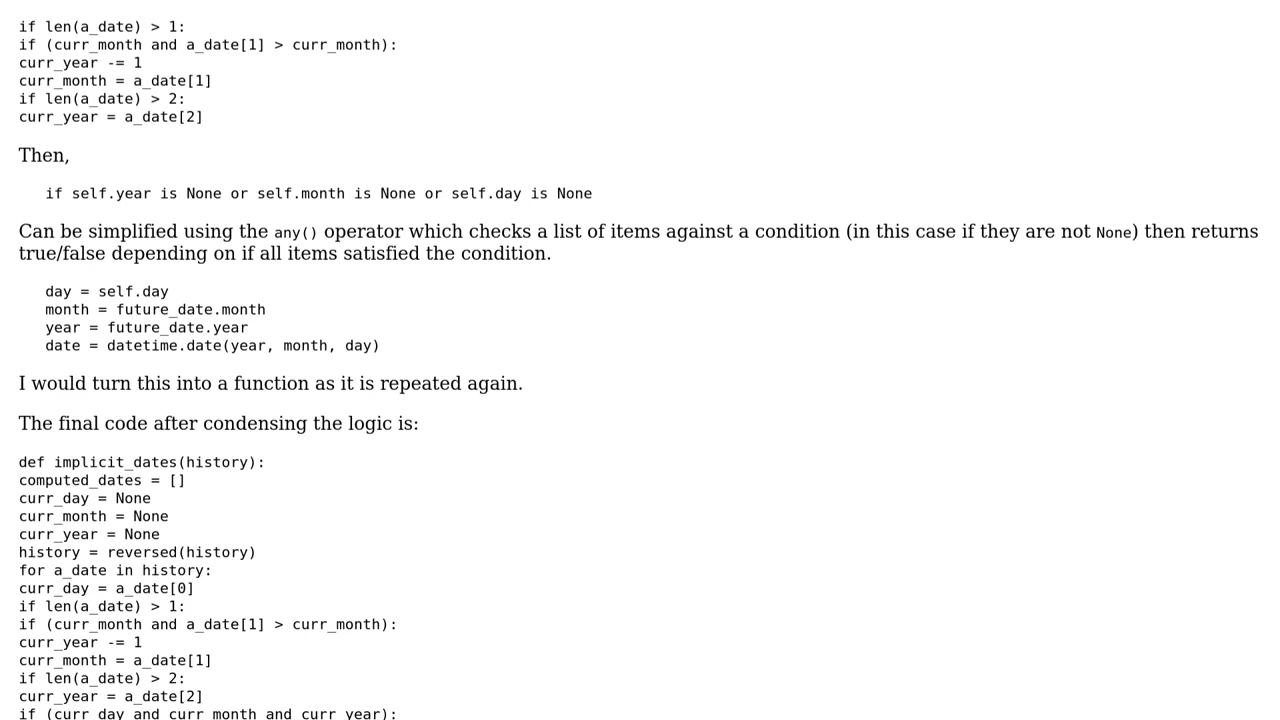 if len(a_date) > 1:
if (curr_month and a_date[1] > curr_month):
curr_year -= 1
curr_month = a_date[1]
if len(a_date) > 2:
curr_year = a_date[2]
Then,
if self.year is None or self.month is None or self.day is None
Can be simplified using the any() operator which checks a list of items against a condition (in this case if they are not None) then returns
true/false depending on if all items satisfied the condition.
day = self.day
month = future_date.month
year = future_date.year
date = datetime.date(year, month, day)
I would turn this into a function as it is repeated again.
The final code after condensing the logic is:
def implicit_dates(history):
computed_dates = []
curr_day = None
curr_month = None
curr_year = None
history = reversed(history)
for a_date in history:
curr_day = a_date[0]
if len(a_date) > 1:
if (curr_month and a_date[1] > curr_month):
curr_year -= 1
curr_month = a_date[1]
if len(a_date) > 2:
curr_year = a_date[2]
if (curr_day and curr_month and curr_year):